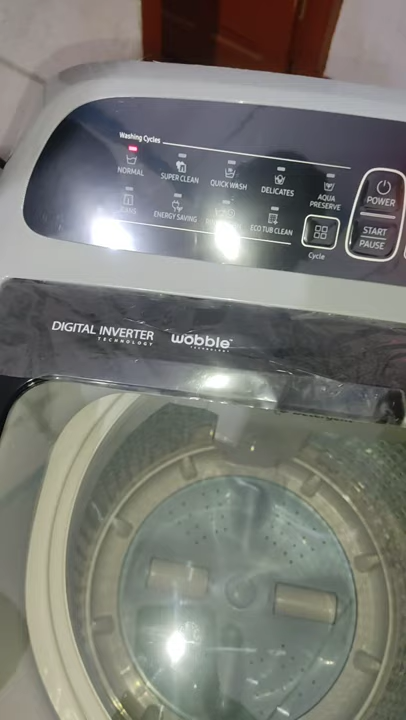 Washing Cycles
NORMAL
SUPER CLEAN
QUICK WASH
DELICATES
AQUA
PRESERVE
ENERGY SAVING
ECO TUB CLEAN
Cycle
POWER
START
PAUSE
DIGITAL INVERTER
TECHNOLOGY
wobble
TECHNOLOGY